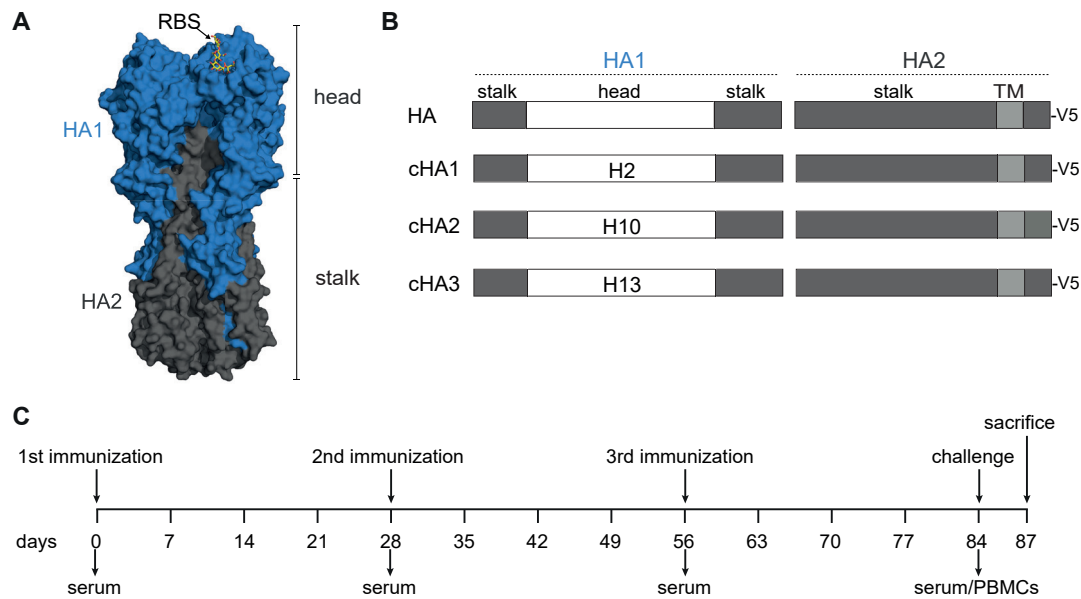 A
RBS
HA1
HA2
head
stalk
B
HA1 HA2
stalk head stalk stalk TM
HA -V5
cHA1 H2 -V5
cHA2 H10 -V5
cHA3 H13 -V5
C
sacrifice
1st immunization 2nd immunization 3rd immunization challenge
days 0 7 14 21 28 35 42 49 56 63 70 77 84 87
serum serum serum serum/PBMCs